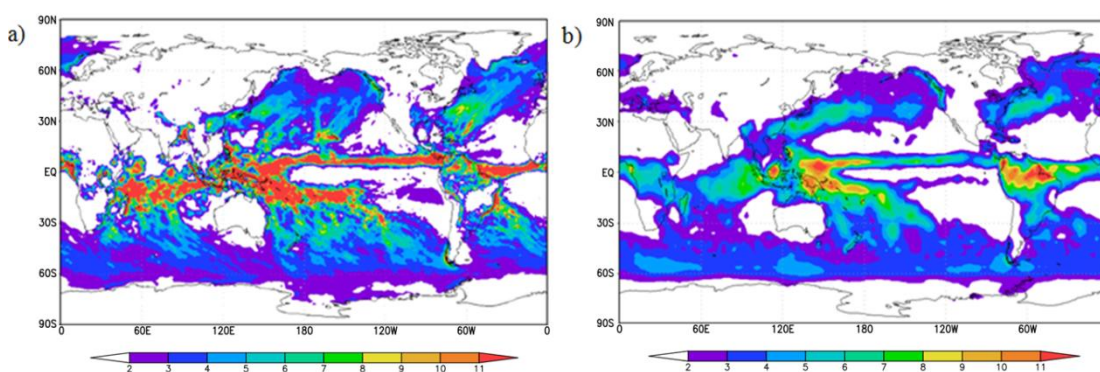 a)
90N
60N
30N
EQ
30S
60S
90S
0 60E 120E 180 120W 60W 0
2 3 4 5 6 7 8 9 10 11
b)
90N
60N
30N
EQ
30S
60S
90S
0 60E 120E 180 120W 60W
2 3 4 5 6 7 8 9 10 11